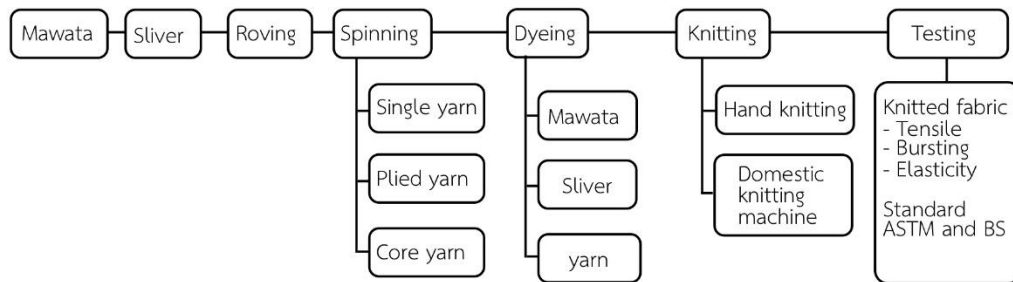 Mawata
Sliver
Roving
Spinning
Dyeing
Knitting
Testing
Single yarn
Plied yarn
Core yarn
Mawata
Sliver
yarn
Hand knitting
Domestic
knitting
machine
Knitted fabric
- Tensile
- Bursting
- Elasticity
Standard
ASTM and BS